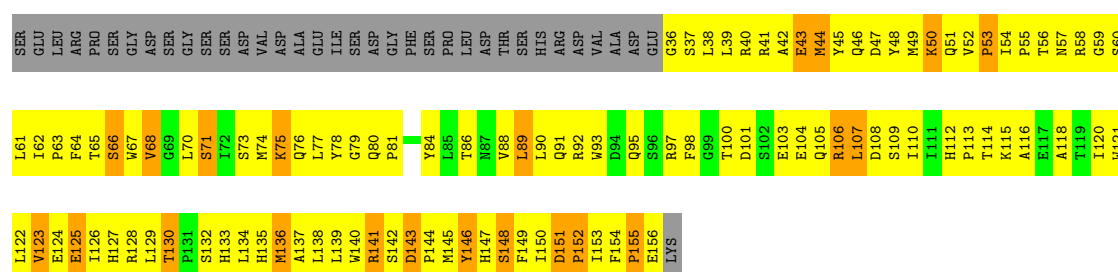 SER GLU LEU ARG PRO SER GLY ASP SER GLY SER SER ASP VAL ASP ALA GLU ILE SER ASP GLY PHE SER PRO LEU ASP THR SER HIS ARG ASP VAL ALA ASP GLU G36 S37 L38 L39 R40 R41 A42 E43 M44 Y45 Q46 D47 Y48 M49 K50 Q51 V52 P53 I54 P55 T56 N57 R58 G59 S60
L61 I62 P63 F64 T65 S66 W67 V68 G69 L70 S71 I72 S73 M74 K75 Q76 L77 Y78 G79 Q80 P81 Y84 L85 T86 N87 V88 L89 L90 Q91 R92 W93 D94 Q95 S96 R97 F98 G99 T100 D101 S102 E103 E104 Q105 R106 L107 D108 S109 I110 I111 H112 P113 T114 K115 A116 E117 A118 T119 I120 W121
L122 V123 E124 E125 I126 H127 R128 L129 T130 P131 S132 H133 L134 H135 M136 A137 L138 L139 W140 R141 S142 D143 P144 M145 Y146 H147 S148 F149 I150 D151 P152 I153 F154 P155 E156 LYS